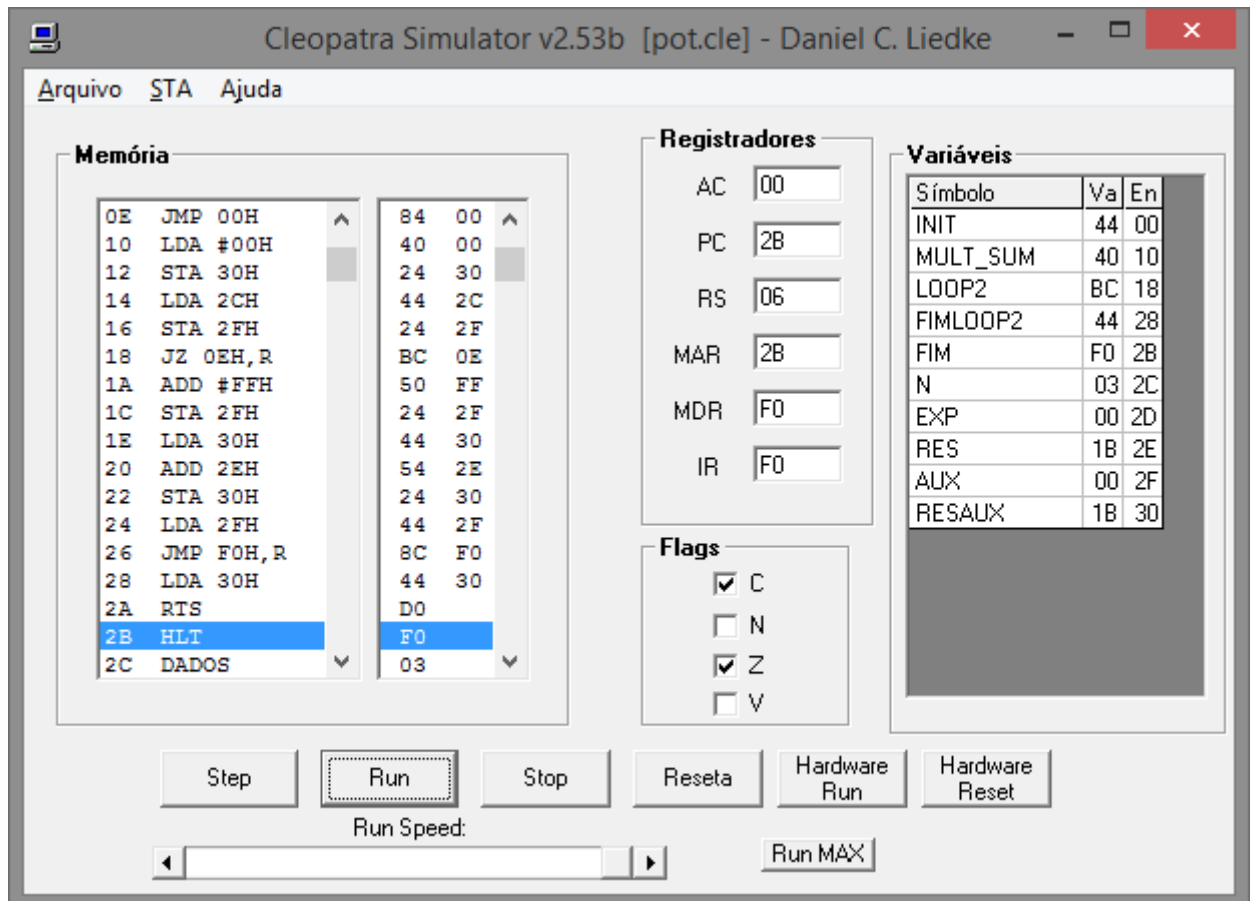 Cleopatra Simulator v2.53b [pot.cle] - Daniel C. Liedke
Arquivo STA Ajuda
Memória
0E JMP 00H 84 00
10 LDA #00H 40 00
12 STA 30H 24 30
14 LDA 2CH 44 2C
16 STA 2FH 24 2F
18 JZ 0EH,R BC 0E
1A ADD #FFH 50 FF
1C STA 2FH 24 2F
1E LDA 30H 44 30
20 ADD 2EH 54 2E
22 STA 30H 24 30
24 LDA 2FH 44 2F
26 JMP F0H,R 8C F0
28 LDA 30H 44 30
2A RTS D0
2B HLT F0
2C DADOS 03
Registradores
AC 00
PC 2B
RS 06
MAR 2B
MDR F0
IR F0
Flags
C
N
Z
V
Variáveis
Símbolo Va En
INIT 44 00
MULT_SUM 40 10
LOOP2 BC 18
FIMLOOP2 44 28
FIM F0 2B
N 03 2C
EXP 00 2D
RES 1B 2E
AUX 00 2F
RESAUX 1B 30
Step Run Stop Reseta Hardware Run Hardware Reset
Run Speed:
Run MAX